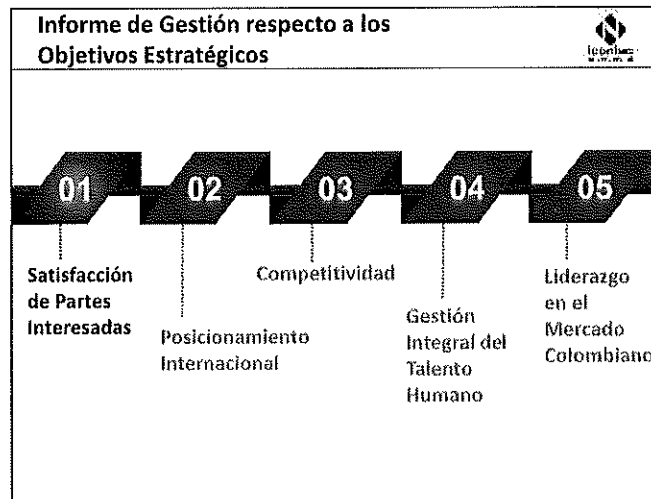 Informe de Gestión respecto a los
Objetivos Estratégicos
icontec
01
02
03
04
05
Satisfacción
de Partes
Interesadas
Posicionamiento
Internacional
Competitividad
Gestión
Integral del
Talento
Humano
Liderazgo
en el
Mercado
Colombiano